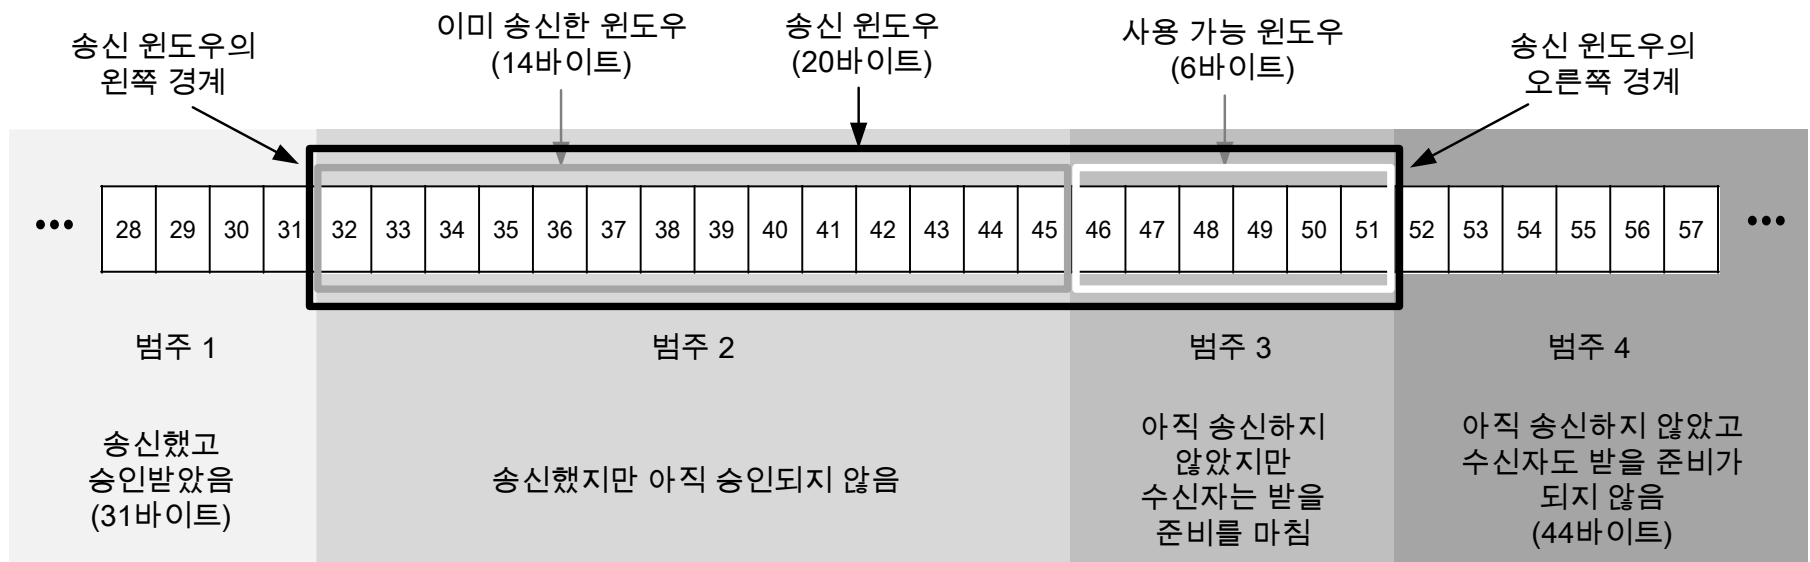 송신 윈도우의
왼쪽 경계
이미 송신한 윈도우
(14바이트)
송신 윈도우
(20바이트)
사용 가능 윈도우
(6바이트)
송신 윈도우의
오른쪽 경계
••• 28 29 30 31 32 33 34 35 36 37 38 39 40 41 42 43 44 45 46 47 48 49 50 51 52 53 54 55 56 57 •••
범주 1
범주 2
범주 3
범주 4
송신했고
승인받았음
(31바이트)
송신했지만 아직 승인되지 않음
아직 송신하지
않았지만
수신자는 받을
준비를 마침
아직 송신하지 않았고
수신자도 받을 준비가
되지 않음
(44바이트)